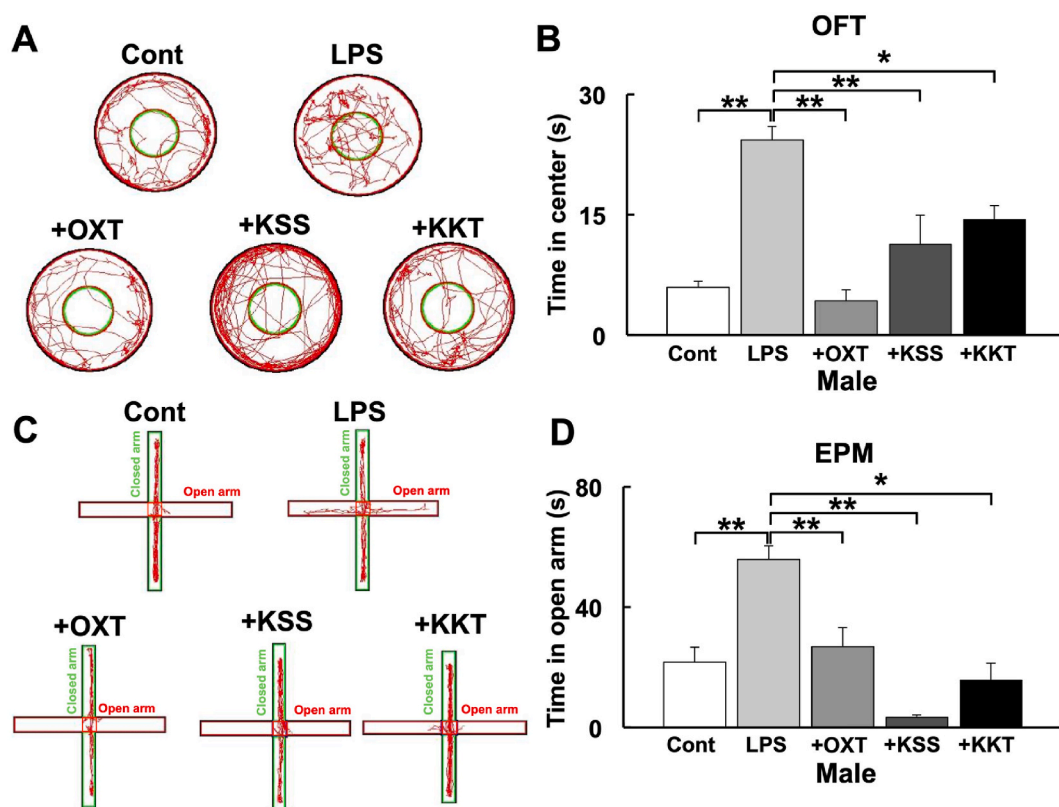 A
Cont
LPS
+OXT
+KSS
+KKT
B
OFT
*
**
**
**
30
15
0
Time in center (s)
Cont
LPS
+OXT
+KSS
+KKT
Male
C
Cont
LPS
Closed arm
Open arm
Closed arm
Open arm
+OXT
+KSS
+KKT
Closed arm
Open arm
Closed arm
Open arm
Closed arm
Open arm
D
EPM
*
**
**
**
80
40
0
Time in open arm (s)
Cont
LPS
+OXT
+KSS
+KKT
Male